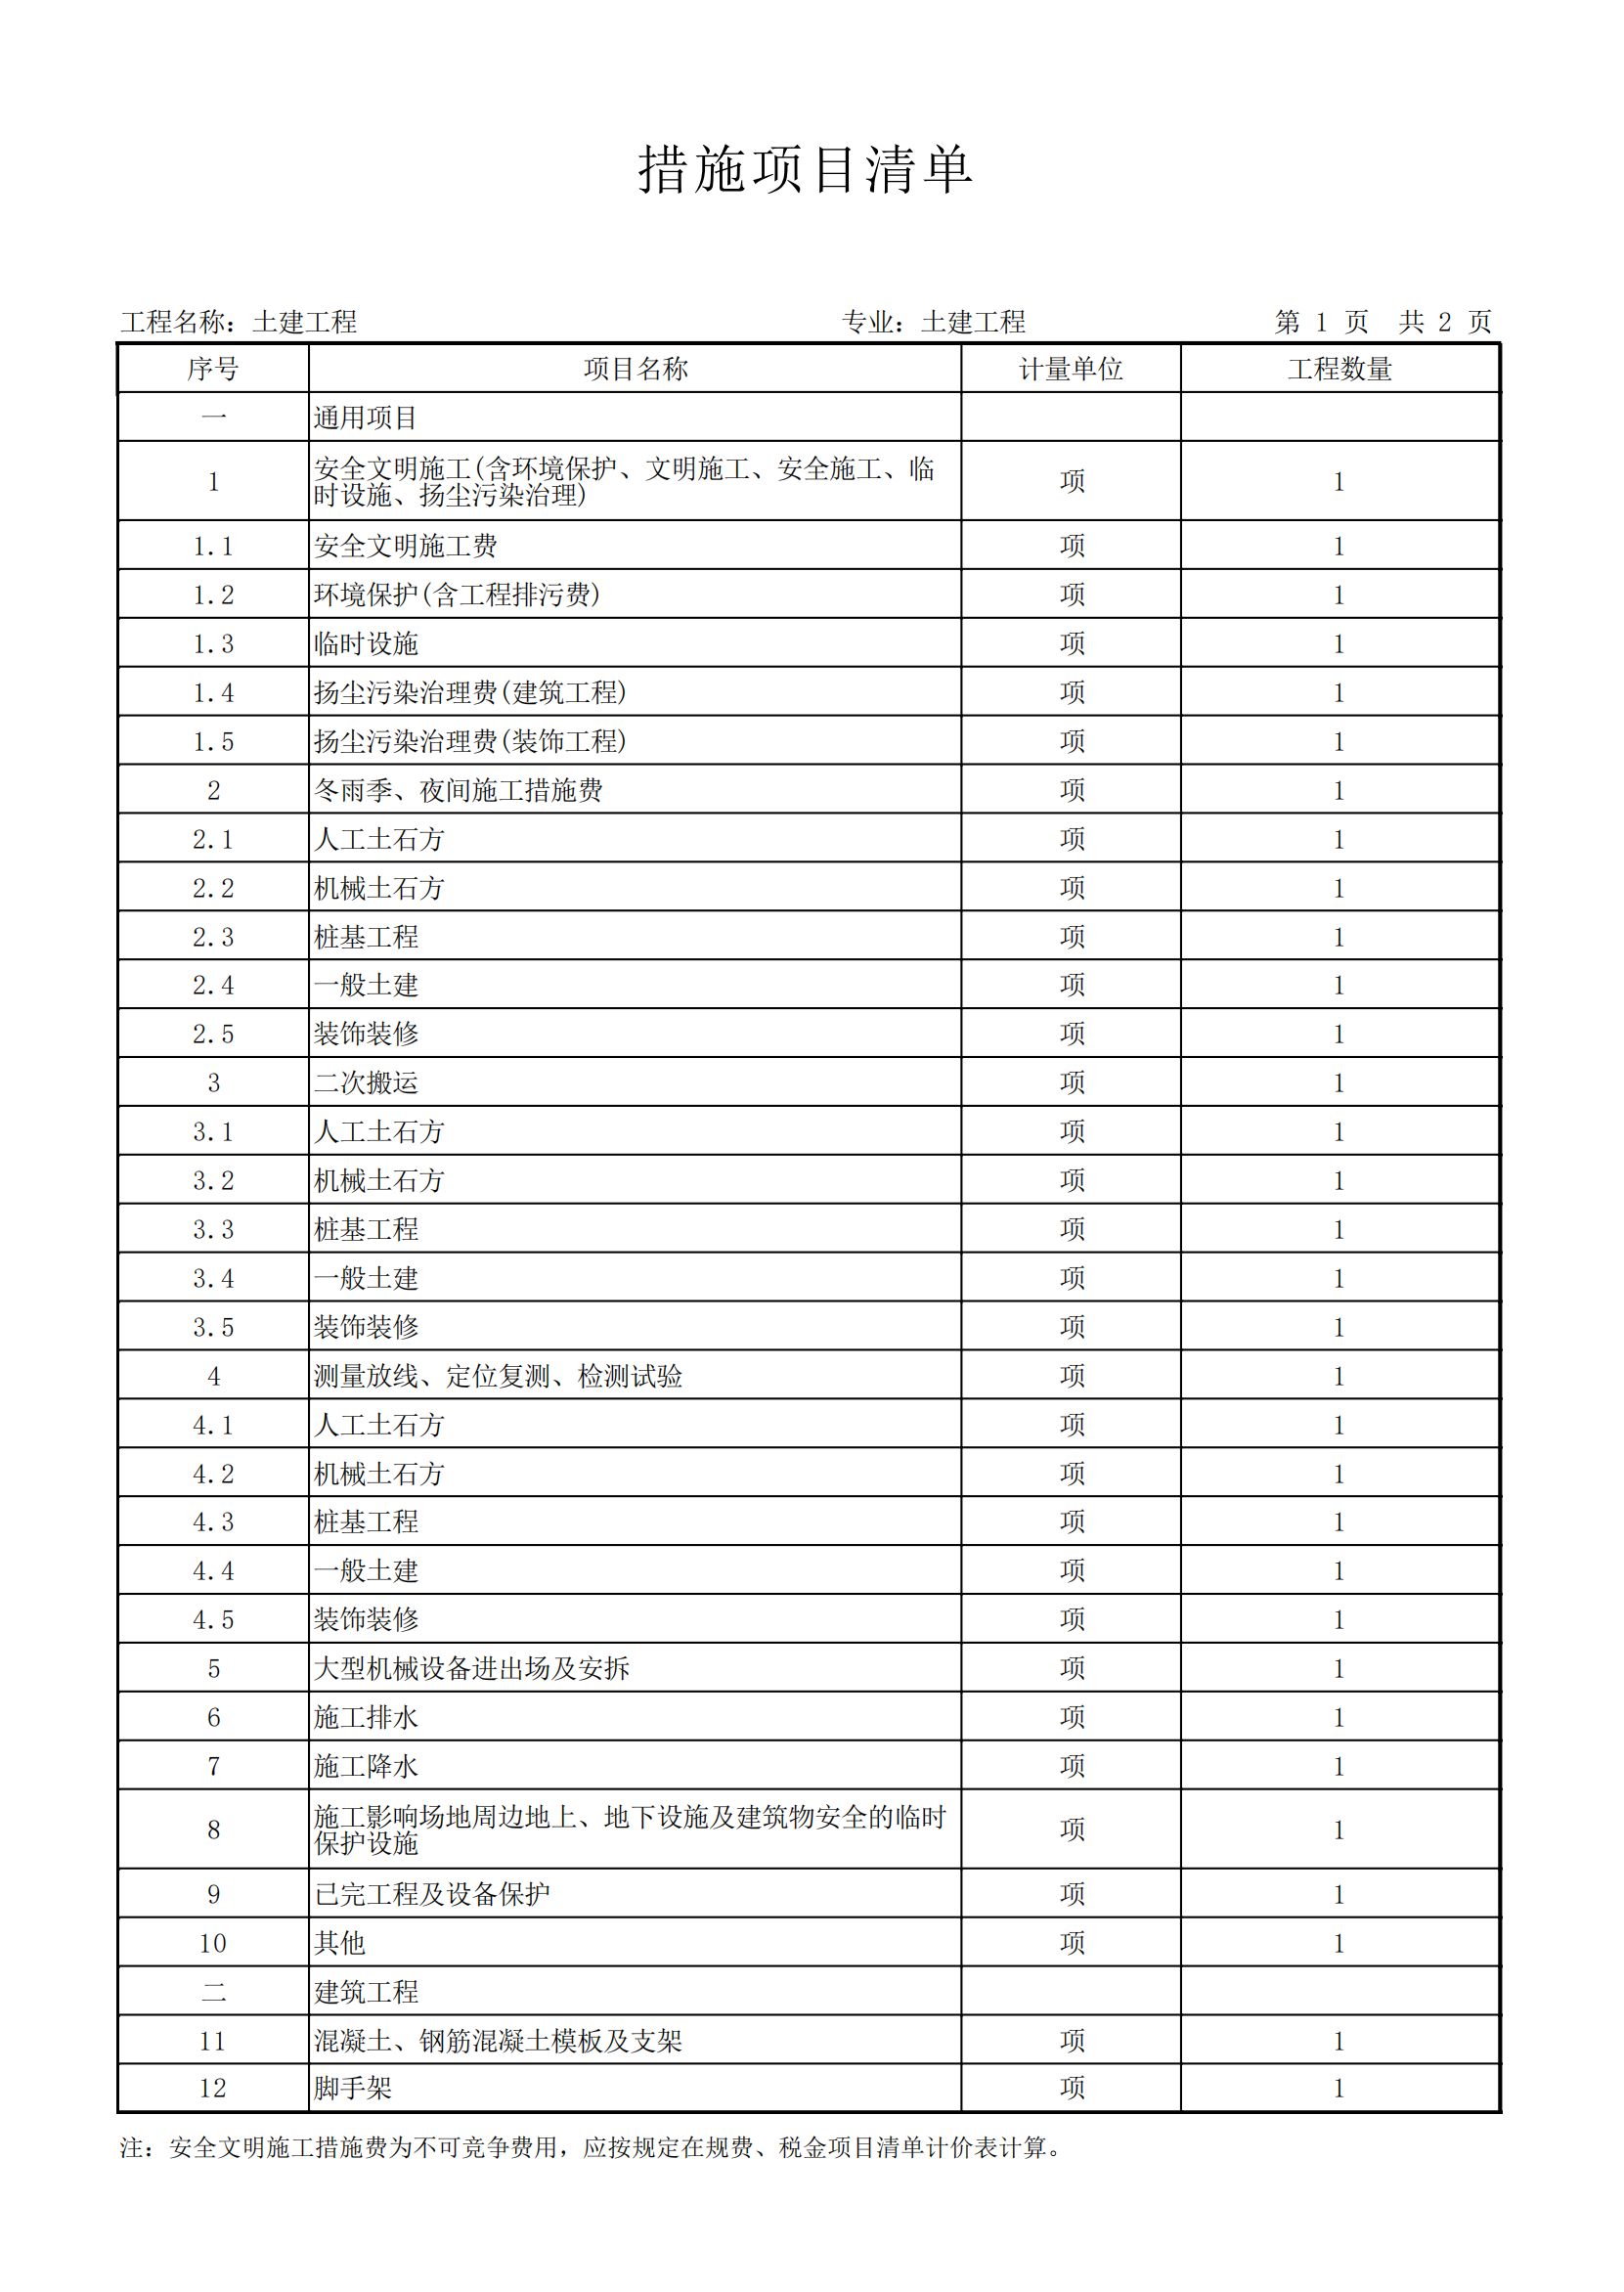 措施项目清单
工程名称：土建工程 专业：土建工程 第 1 页 共 2 页
序号 项目名称 计量单位 工程数量
一 通用项目
1 安全文明施工(含环境保护、文明施工、安全施工、临时设施、扬尘污染治理) 项 1
1.1 安全文明施工费 项 1
1.2 环境保护(含工程排污费) 项 1
1.3 临时设施 项 1
1.4 扬尘污染治理费(建筑工程) 项 1
1.5 扬尘污染治理费(装饰工程) 项 1
2 冬雨季、夜间施工措施费 项 1
2.1 人工土石方 项 1
2.2 机械土石方 项 1
2.3 桩基工程 项 1
2.4 一般土建 项 1
2.5 装饰装修 项 1
3 二次搬运 项 1
3.1 人工土石方 项 1
3.2 机械土石方 项 1
3.3 桩基工程 项 1
3.4 一般土建 项 1
3.5 装饰装修 项 1
4 测量放线、定位复测、检测试验 项 1
4.1 人工土石方 项 1
4.2 机械土石方 项 1
4.3 桩基工程 项 1
4.4 一般土建 项 1
4.5 装饰装修 项 1
5 大型机械设备进出场及安拆 项 1
6 施工排水 项 1
7 施工降水 项 1
8 施工影响场地周边地上、地下设施及建筑物安全的临时保护设施 项 1
9 已完工程及设备保护 项 1
10 其他 项 1
二 建筑工程
11 混凝土、钢筋混凝土模板及支架 项 1
12 脚手架 项 1
注：安全文明施工措施费为不可竞争费用，应按规定在规费、税金项目清单计价表计算。